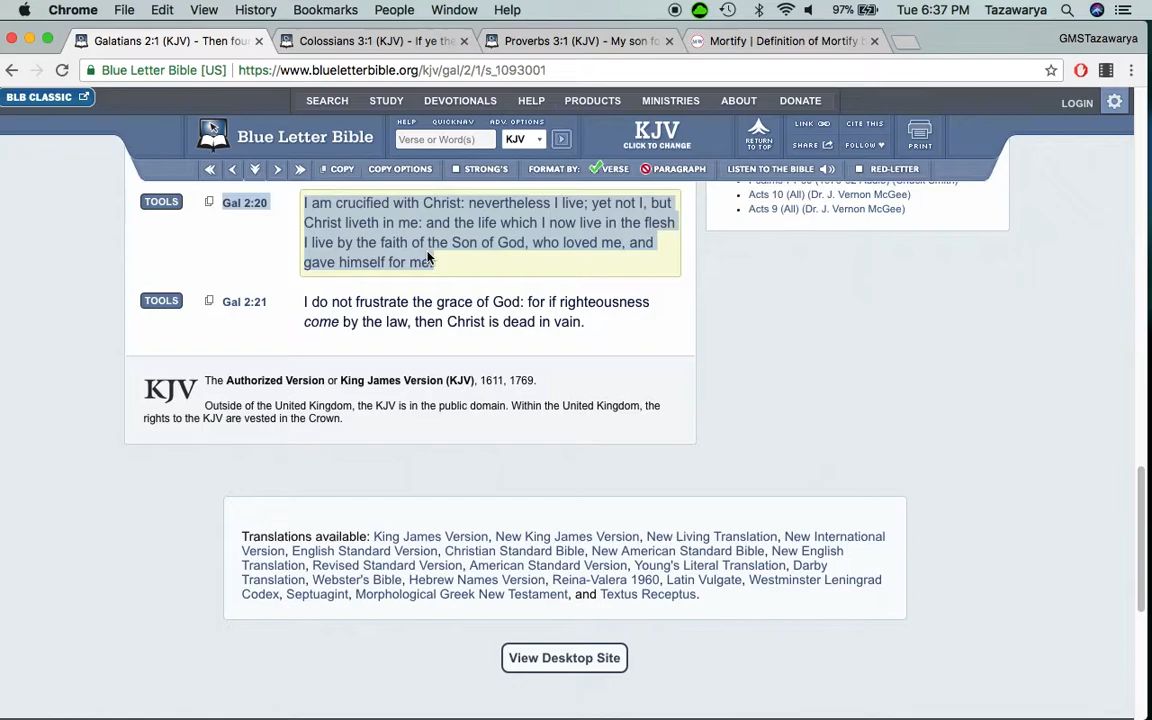 Chrome File Edit View History Bookmarks People Window Help 97% Tue 6:37 PM Tazawarya
Galatians 2:1 (KJV) - Then four
Colossians 3:1 (KJV) - If ye the
Proverbs 3:1 (KJV) - My son fo
Mortify | Definition of Mortify b
GMSTazawarya
Blue Letter Bible [US] https://www.blueletterbible.org/kjv/gal/2/1/s_1093001
BLB CLASSIC
SEARCH STUDY DEVOTIONALS HELP PRODUCTS MINISTRIES ABOUT DONATE LOGIN
Blue Letter Bible
HELP QUICKNAV ADV. OPTIONS
Verse or Word(s) KJV
KJV
CLICK TO CHANGE
RETURN
TO TOP
LINK CITE THIS
SHARE FOLLOW
PRINT
COPY COPY OPTIONS STRONG'S FORMAT BY: VERSE PARAGRAPH LISTEN TO THE BIBLE RED-LETTER
Acts 9 (All) (Dr. J. Vernon McGee)
Acts 10 (All) (Dr. J. Vernon McGee)
TOOLS Gal 2:20 I am crucified with Christ: nevertheless I live; yet not I, but
Christ liveth in me: and the life which I now live in the flesh
I live by the faith of the Son of God, who loved me, and
gave himself for me.
TOOLS Gal 2:21 I do not frustrate the grace of God: for if righteousness
come by the law, then Christ is dead in vain.
KJV
The Authorized Version or King James Version (KJV), 1611, 1769.
Outside of the United Kingdom, the KJV is in the public domain. Within the United Kingdom, the
rights to the KJV are vested in the Crown.
Translations available: King James Version, New King James Version, New Living Translation, New International
Version, English Standard Version, Christian Standard Bible, New American Standard Bible, New English
Translation, Revised Standard Version, American Standard Version, Young's Literal Translation, Darby
Translation, Webster's Bible, Hebrew Names Version, Reina-Valera 1960, Latin Vulgate, Westminster Leningrad
Codex, Septuagint, Morphological Greek New Testament, and Textus Receptus.
View Desktop Site